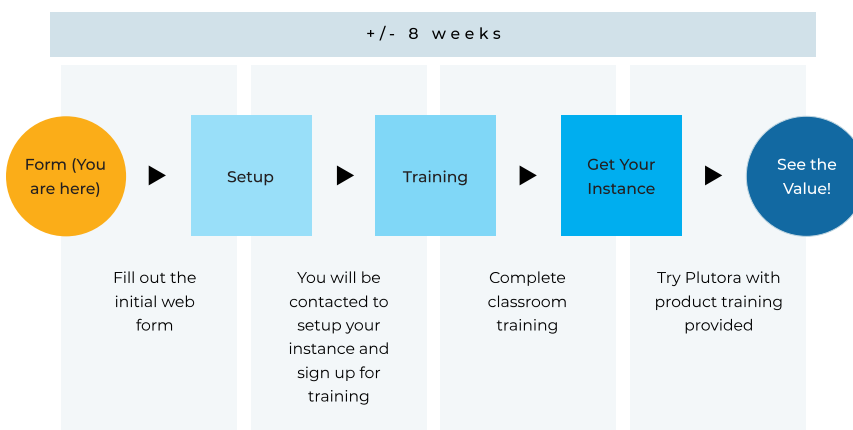 +/- 8 weeks
Form (You
are here)
Setup
Training
Get Your
Instance
See the
Value!
Fill out the
initial web
form
You will be
contacted to
setup your
instance and
sign up for
training
Complete
classroom
training
Try Plutora with
product training
provided